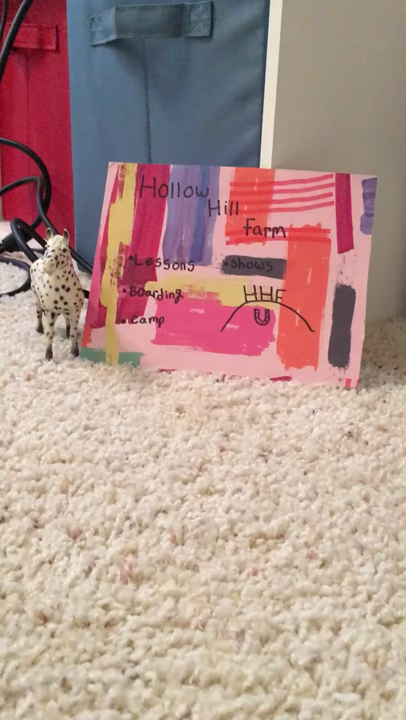 Hollow
Hill
Farm
• Lessons • shows
• Boarding
• Camp
HHF